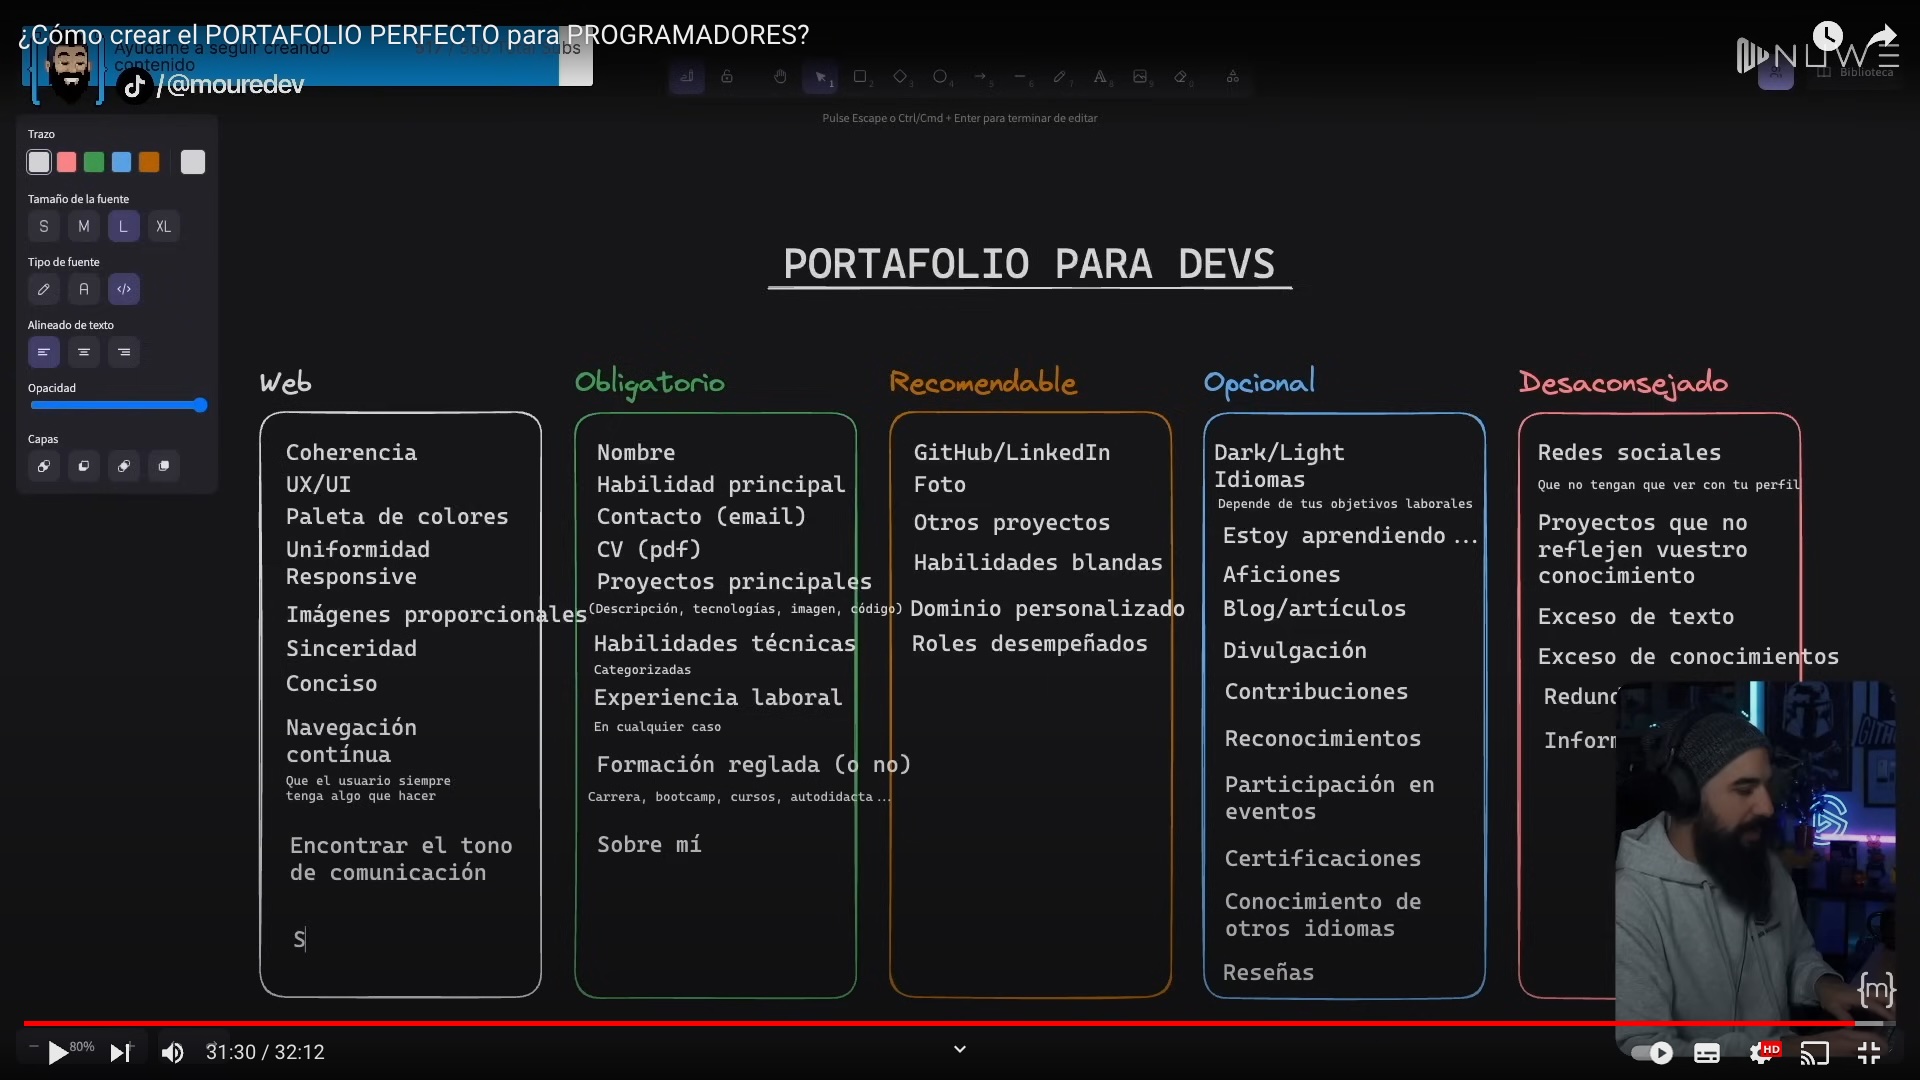 ¿Cómo crear el PORTAFOLIO PERFECTO para PROGRAMADORES?
Ayúdame a seguir creando
contenido
/@mouredev
NUWE
Biblioteca
Pulse Escape o Ctrl/Cmd + Enter para terminar de editar
Trazo
Tamaño de la fuente
S M L XL
Tipo de fuente
Alineado de texto
Opacidad
Capas
PORTAFOLIO PARA DEVS
Web
Coherencia
UX/UI
Paleta de colores
Uniformidad
Responsive
Imágenes proporcionales
Sinceridad
Conciso
Navegación
contínua
Que el usuario siempre
tenga algo que hacer
Encontrar el tono
de comunicación
S
Obligatorio
Nombre
Habilidad principal
Contacto (email)
CV (pdf)
Proyectos principales
(Descripción, tecnologías, imagen, código)
Habilidades técnicas
Categorizadas
Experiencia laboral
En cualquier caso
Formación reglada (o no)
Carrera, bootcamp, cursos, autodidacta...
Sobre mí
Recomendable
GitHub/LinkedIn
Foto
Otros proyectos
Habilidades blandas
Dominio personalizado
Roles desempeñados
Opcional
Dark/Light
Idiomas
Depende de tus objetivos laborales
Estoy aprendiendo...
Aficiones
Blog/artículos
Divulgación
Contribuciones
Reconocimientos
Participación en
eventos
Certificaciones
Conocimiento de
otros idiomas
Reseñas
Desaconsejado
Redes sociales
Que no tengan que ver con tu perfil
Proyectos que no
reflejen vuestro
conocimiento
Exceso de texto
Exceso de conocimientos
{m}
80%
31:30 / 32:12
HD